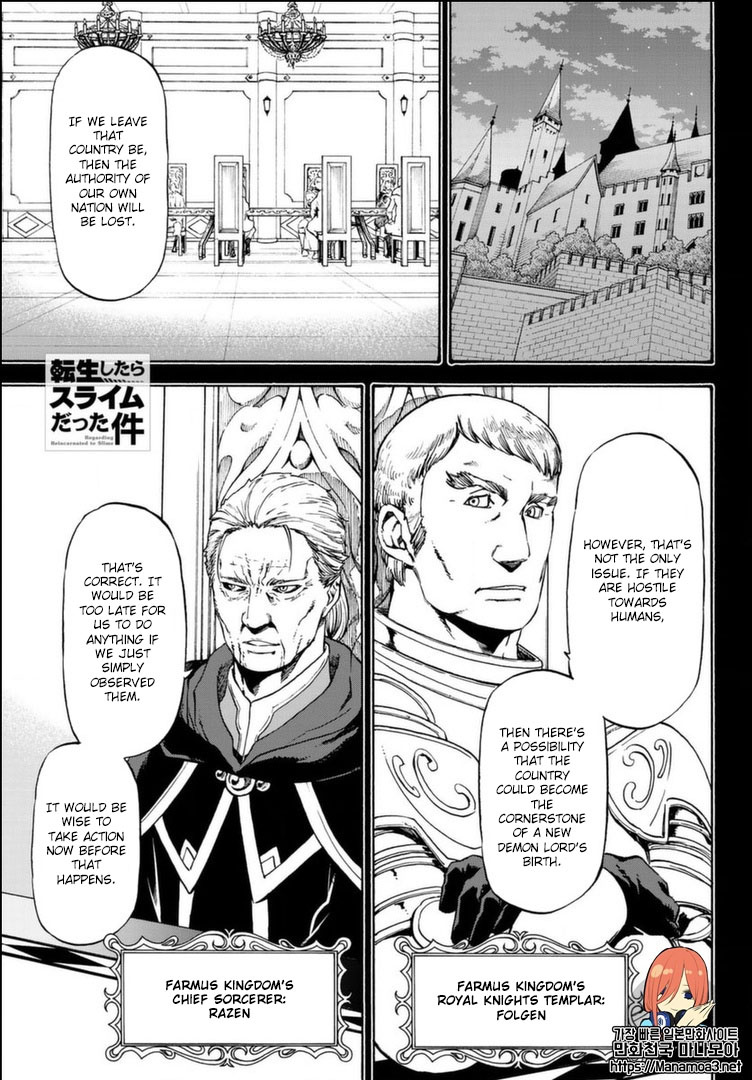 IF WE LEAVE
THAT
COUNTRY BE,
THEN THE
AUTHORITY OF
OUR OWN
NATION WILL
BE LOST.
転生したら
スライム
だった件
Regarding
Reincarnated to Slime
HOWEVER, THAT'S
NOT THE ONLY
ISSUE. IF THEY
ARE HOSTILE
TOWARDS
HUMANS,
THEN THERE'S
A POSSIBILITY
THAT THE
COUNTRY
COULD BECOME
THE
CORNERSTONE
OF A NEW
DEMON LORD'S
BIRTH.
FARMUS KINGDOM'S
ROYAL KNIGHTS TEMPLAR:
FOLGEN
THAT'S
CORRECT. IT
WOULD BE
TOO LATE FOR
US TO DO
ANYTHING IF
WE JUST
SIMPLY
OBSERVED
THEM.
IT WOULD BE
WISE TO
TAKE ACTION
NOW BEFORE
THAT
HAPPENS.
FARMUS KINGDOM'S
CHIEF SORCERER:
RAZEN
가장 빠른 일본만화사이트
만화천국 마나모아
https://Manamoa3.net